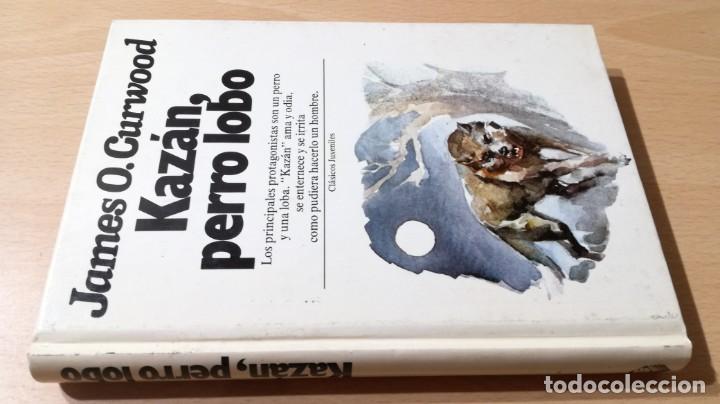 James O. Curwood
Kazán,
perro lobo
Los principales protagonistas son un perro
y una loba. "Kazán" ama y odia,
se enternece y se irrita
como pudiera hacerlo un hombre.
Clásicos Juveniles
Kazán, perro lobo
todocoleccion.net